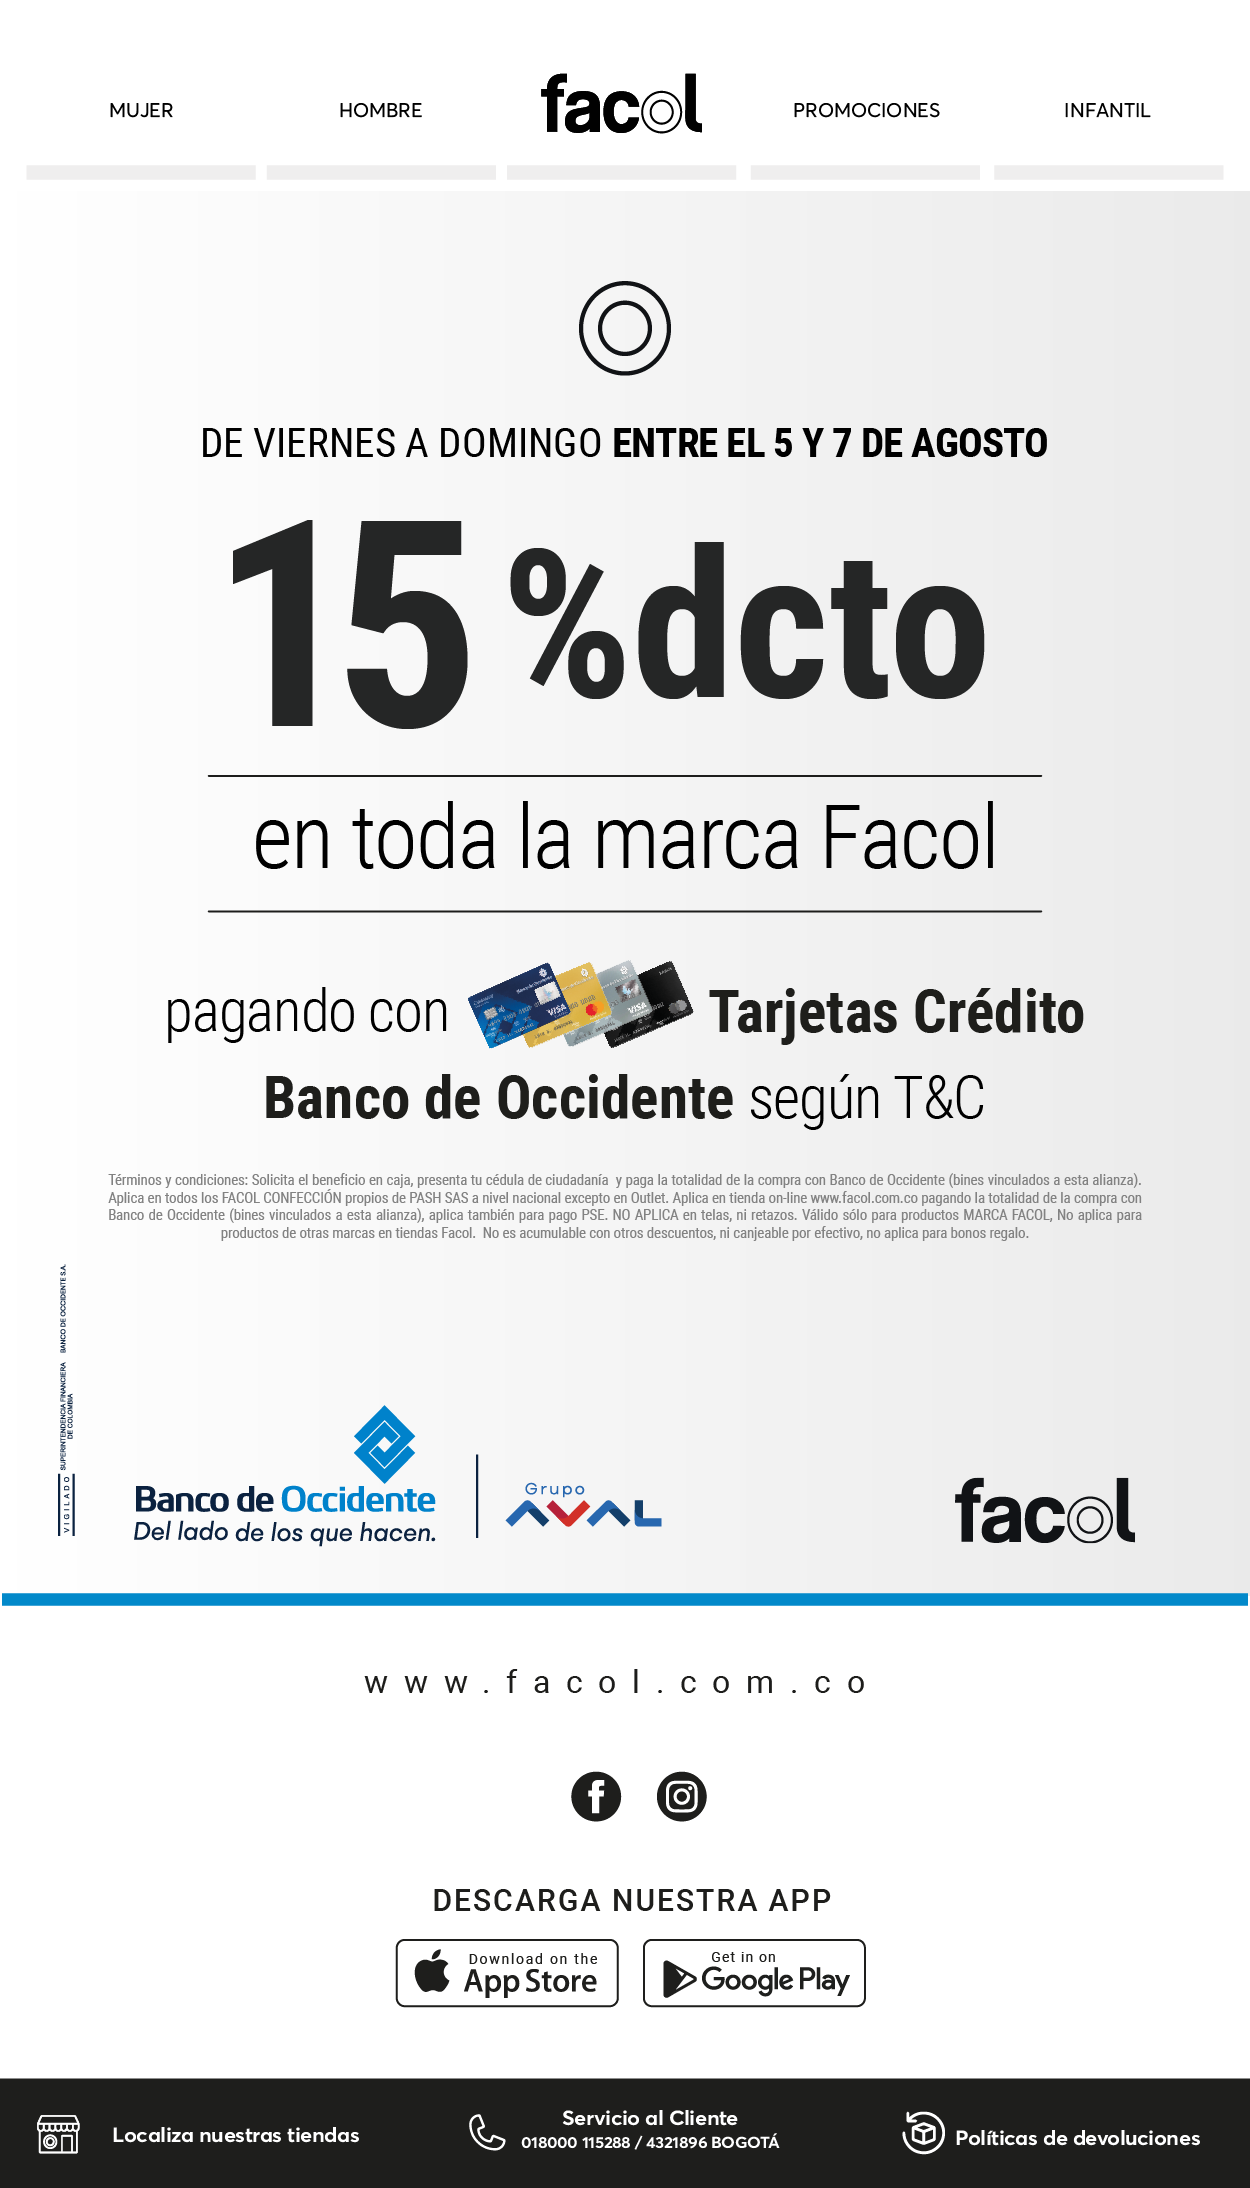 MUJER
HOMBRE
facol
PROMOCIONES
INFANTIL
DE VIERNES A DOMINGO ENTRE EL 5 Y 7 DE AGOSTO
15 %dcto
en toda la marca Facol
pagando con Tarjetas Crédito
Banco de Occidente según T&C
Términos y condiciones: Solicita el beneficio en caja, presenta tu cédula de ciudadanía y paga la totalidad de la compra con Banco de Occidente (bines vinculados a esta alianza).
Aplica en todos los FACOL CONFECCIÓN propios de PASH SAS a nivel nacional excepto en Outlet. Aplica en tienda on-line www.facol.com.co pagando la totalidad de la compra con
Banco de Occidente (bines vinculados a esta alianza), aplica también para pago PSE. NO APLICA en telas, ni retazos. Válido sólo para productos MARCA FACOL, No aplica para
productos de otras marcas en tiendas Facol. No es acumulable con otros descuentos, ni canjeable por efectivo, no aplica para bonos regalo.
VIGILADO
SUPERINTENDENCIA FINANCIERA
DE COLOMBIA
BANCO DE OCCIDENTE S.A.
Banco de Occidente
Del lado de los que hacen.
Grupo
AVAL
facol
www.facol.com.co
DESCARGA NUESTRA APP
Download on the
App Store
Get in on
Google Play
Localiza nuestras tiendas
Servicio al Cliente
018000 115288 / 4321896 BOGOTÁ
Políticas de devoluciones